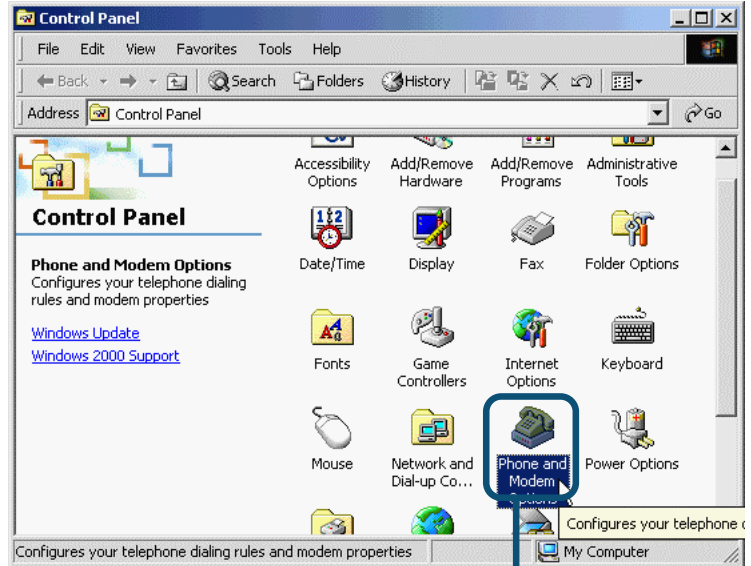 Control Panel
File Edit View Favorites Tools Help
Back Search Folders History
Address Control Panel Go
Accessibility Options
Add/Remove Hardware
Add/Remove Programs
Administrative Tools
Control Panel
Phone and Modem Options
Configures your telephone dialing
rules and modem properties
Windows Update
Windows 2000 Support
Date/Time Display Fax Folder Options
Fonts
Game Controllers
Internet Options
Keyboard
Mouse
Network and Dial-up Co...
Phone and Modem Options
Power Options
Configures your telephone
Configures your telephone dialing rules and modem properties My Computer